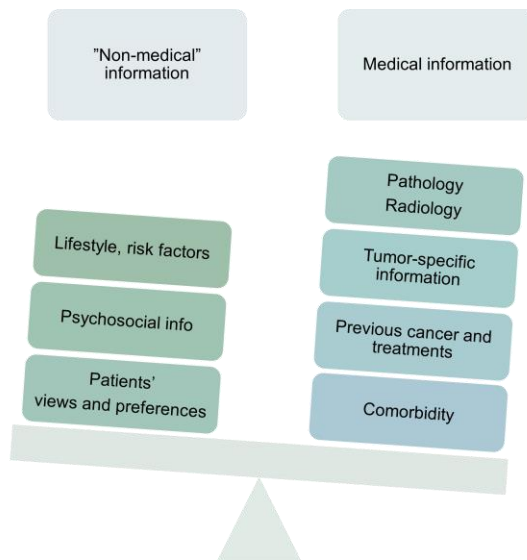 ”Non-medical”
information
Medical information
Lifestyle, risk factors
Psychosocial info
Patients’
views and preferences
Pathology
Radiology
Tumor-specific
information
Previous cancer and
treatments
Comorbidity